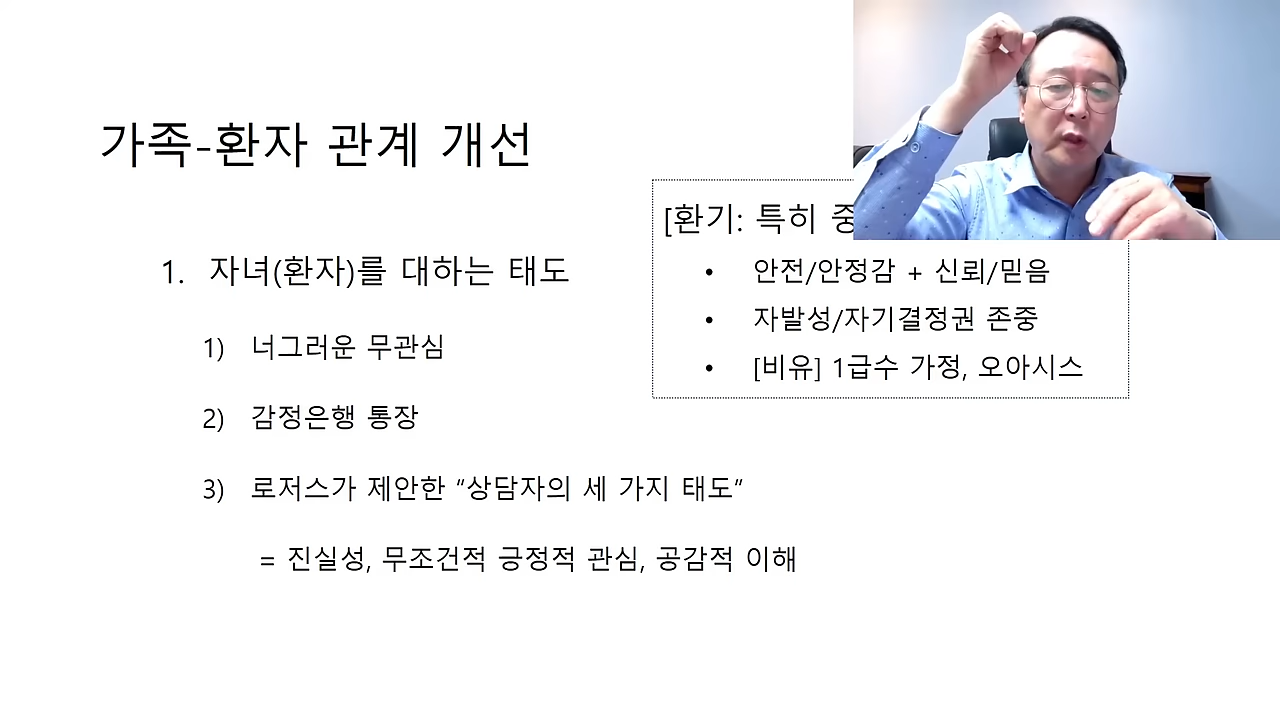 가족-환자 관계 개선
[환기: 특히
안전/안정감 + 신뢰/믿음
자발성/자기결정권 존중
[비유] 1급수 가정, 오아시스
1. 자녀(환자)를 대하는 태도
1) 너그러운 무관심
2) 감정은행 통장
3) 로저스가 제안한 “상담자의 세 가지 태도”
= 진실성, 무조건적 긍정적 관심, 공감적 이해